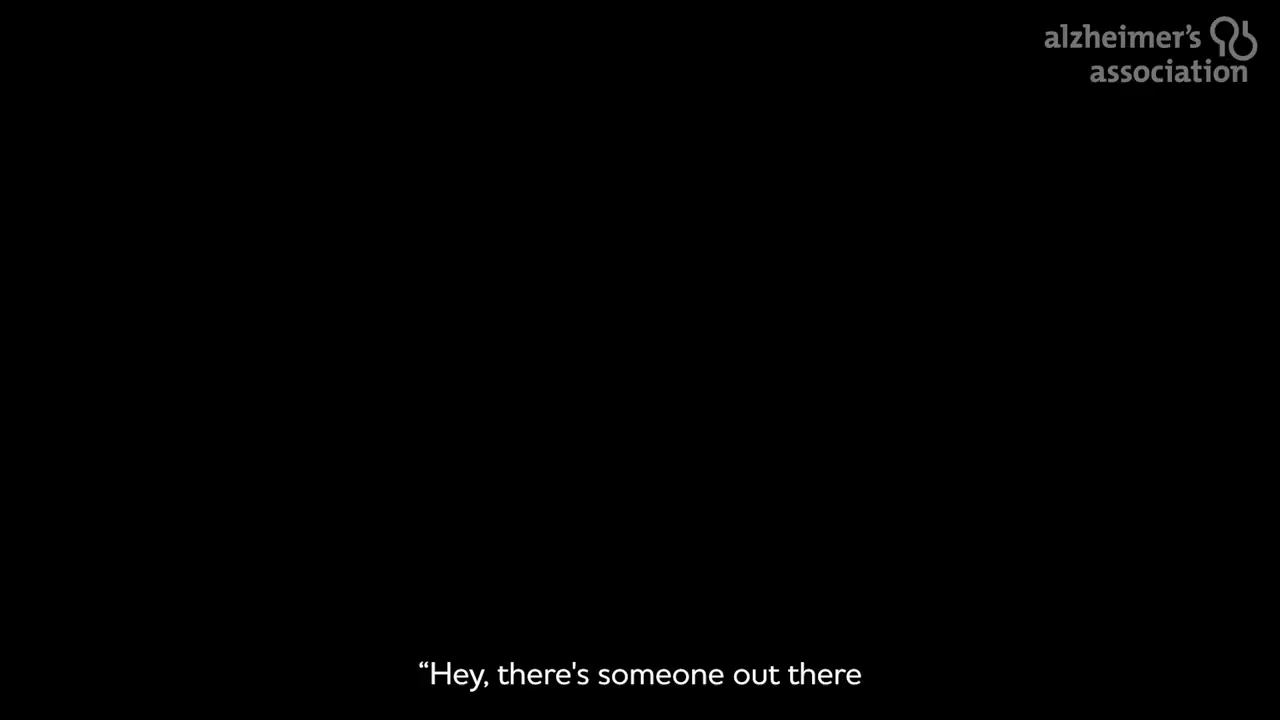 alzheimer's
association
“Hey, there's someone out there